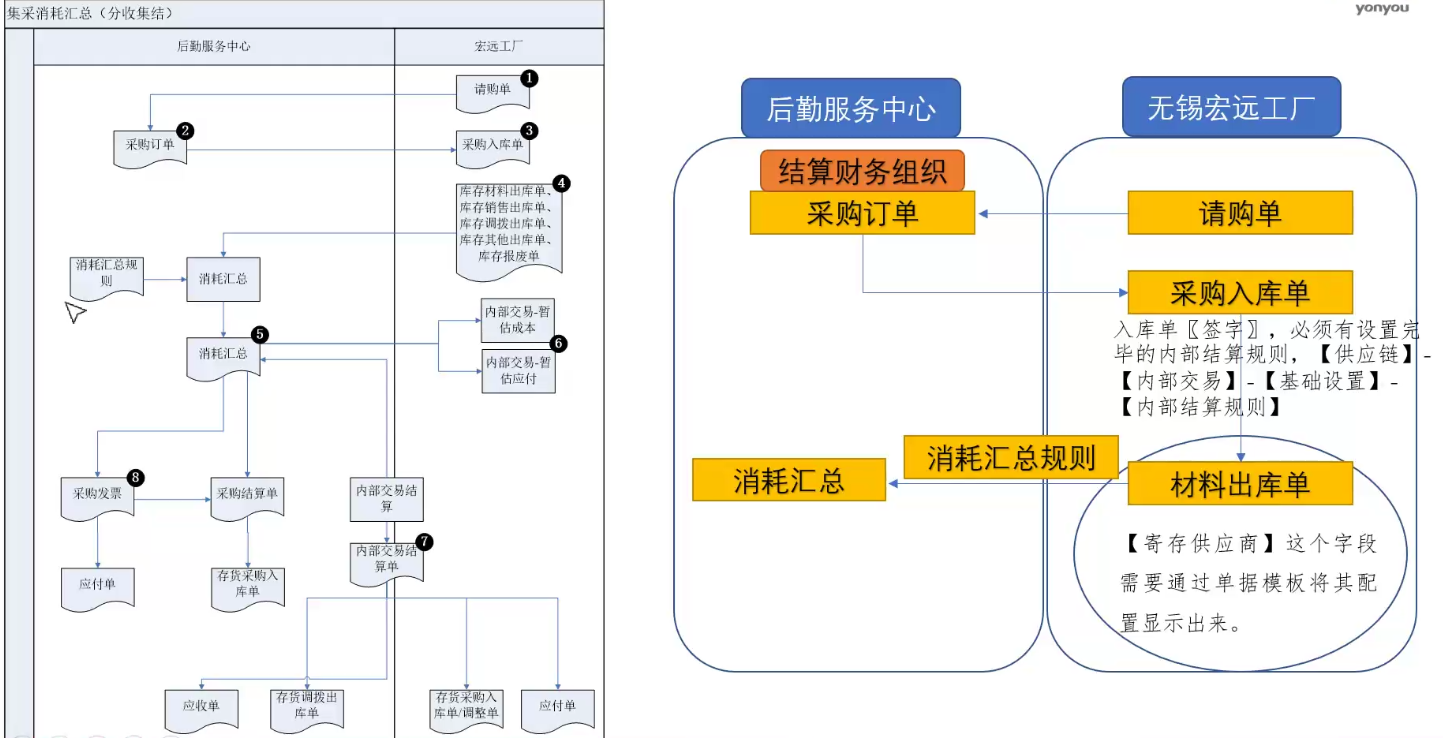 集采消耗汇总（分收集结）
后勤服务中心
宏远工厂
请购单
1
采购订单
2
采购入库单
3
库存材料出库单、
库存销售出库单、
库存调拨出库单、
库存其他出库单、
库存报废单
4
消耗汇总规
则
消耗汇总
消耗汇总
5
内部交易-暂
估成本
内部交易-暂
估应付
6
采购发票
8
采购结算单
内部交易结
算
内部交易结
算单
7
应付单
存货采购入
库单
应收单
存货调拨出
库单
存货采购入
库单/调整单
应付单
yonyou
后勤服务中心
无锡宏远工厂
结算财务组织
采购订单
请购单
采购入库单
入库单〖签字〗，必须有设置完
毕的内部结算规则，【供应链】-
【内部交易】-【基础设置】-
【内部结算规则】
消耗汇总规则
消耗汇总
材料出库单
【寄存供应商】这个字段
需要通过单据模板将其配
置显示出来。